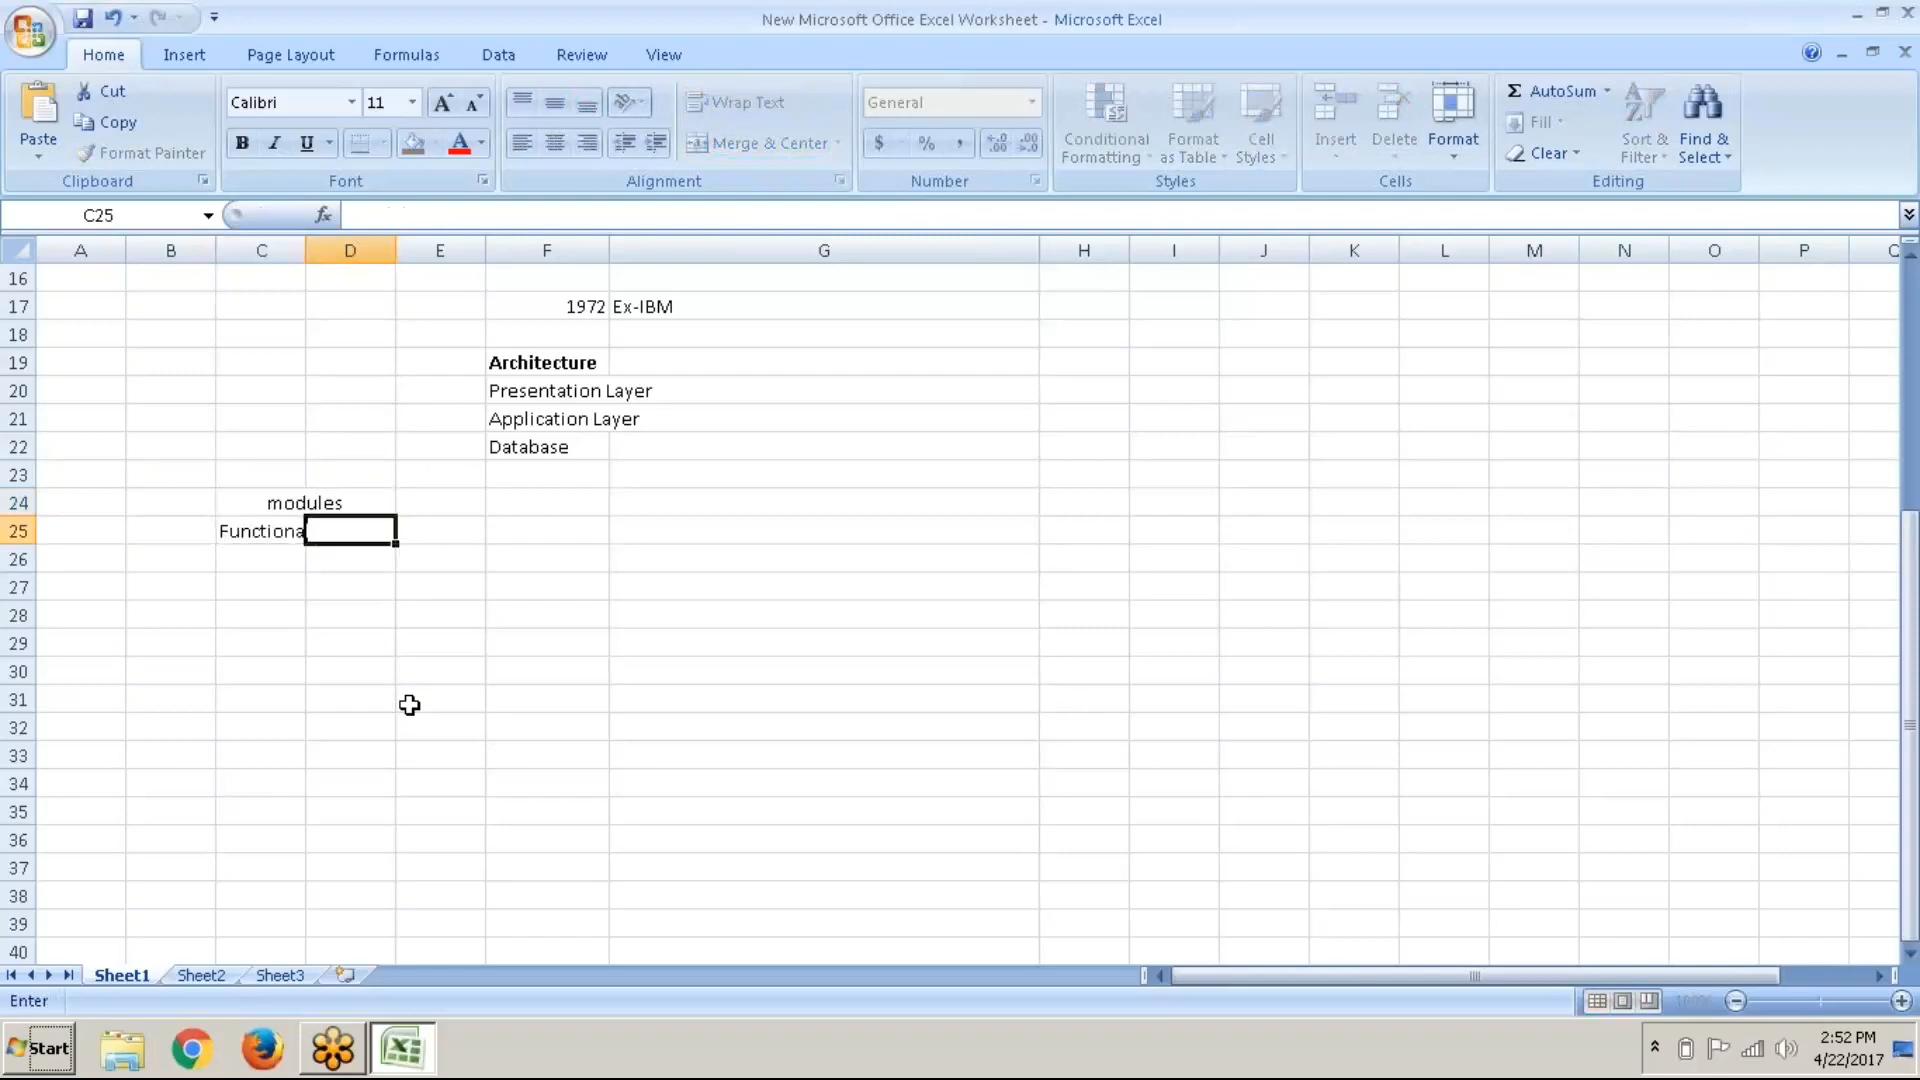 New Microsoft Office Excel Worksheet - Microsoft Excel
Home Insert Page Layout Formulas Data Review View
Paste
Cut
Copy
Format Painter
Clipboard
Calibri 11
B I U
Font
Wrap Text
Merge & Center
Alignment
General
$ % ,
Number
Conditional Formatting
Format as Table
Cell Styles
Styles
Insert Delete Format
Cells
Σ AutoSum
Fill
Clear
Sort & Filter
Find & Select
Editing
C25 fx
A B C D E F G H I J K L M N O P
16
17 1972 Ex-IBM
18
19 Architecture
20 Presentation Layer
21 Application Layer
22 Database
23
24 modules
25 Functiona
26
27
28
29
30
31
32
33
34
35
36
37
38
39
40
Sheet1 Sheet2 Sheet3
Enter
Start
2:52 PM
4/22/2017